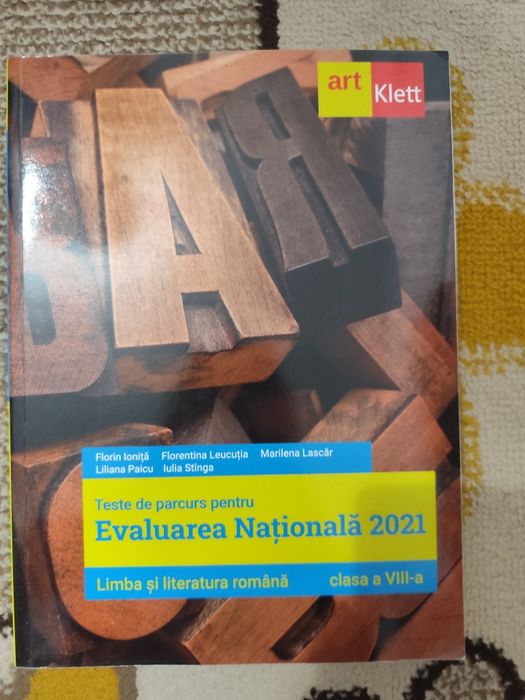 art
Klett
Florin Ioniță Florentina Leucuția Marilena Lascăr
Liliana Paicu Iulia Stînga
Teste de parcurs pentru
Evaluarea Națională 2021
Limba și literatura română clasa a VIII-a